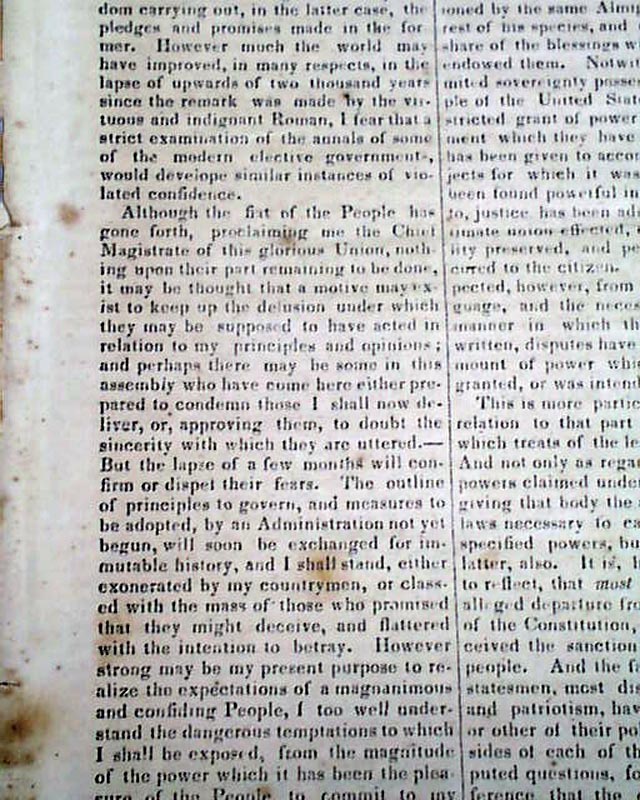 dom carrying out, in the latter case, the
pledges and promises made in the for-
mer. However much the world may
have improved, in many respects, in the
lapse of upwards of two thousand years
since the remark was made by the vir-
tuous and indignant Roman, I fear that a
strict examination of the annals of some
of the modern elective governments,
would develope similar instances of vio-
lated confidence.
Although the fiat of the People has
gone forth, proclaiming me the Chief
Magistrate of this glorious Union, noth-
ing upon their part remaining to be done,
it may be thought that a motive may ex-
ist to keep up the delusion under which
they may be supposed to have acted in
relation to my principles and opinions;
and perhaps there may be some in this
assembly who have come here either pre-
pared to condemn those I shall now de-
liver, or, approving them, to doubt the
sincerity with which they are uttered.—
But the lapse of a few months will con-
firm or dispel their fears. The outline
of principles to govern, and measures to
be adopted, by an Administration not yet
begun, will soon be exchanged for im-
mutable history, and I shall stand, either
exonerated by my countrymen, or class-
ed with the mass of those who promised
that they might deceive, and flattered
with the intention to betray. However
strong may be my present purpose to re-
alize the expectations of a magnanimous
and confiding People, I too well under-
stand the dangerous temptations to which
I shall be exposed, from the magnitude
of the power which it has been the plea-
sure of the People to commit to my
ioned by the same Almi
rest of his species, and
share of the blessings w
endowed them. Notwit
mited sovereignty posse
ple of the United Stat
stricted grant of power
ment which they have
has been given to accom
jects for which it was
been found powerful in
to, justice has been adm
timate union effected,
lity preserved, and pe
cured to the citizen.
pected, however, from
guage, and the neces
manner in which th
written, disputes have
mount of power whic
granted, or was intend
This is more partic
relation to that part
which treats of the le
And not only as rega
powers claimed unde
giving that body the
laws necessary to ca
specified powers, bu
latter, also. It is, h
to reflect, that most
alleged departure fro
of the Constitution,
ceived the sanction
people. And the fa
statesmen, most dis
and patriotism, hav
or other of their pol
sides of each of th
puted questions, fo
ference that the